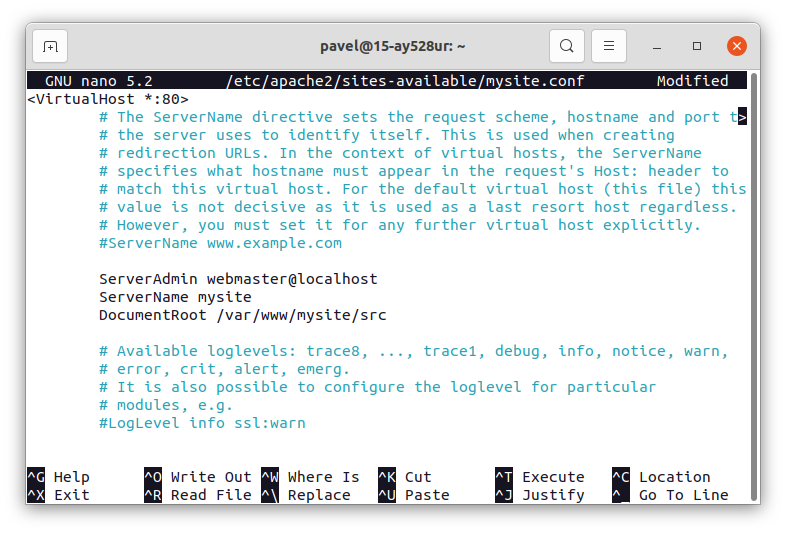 pavel@15-ay528ur: ~
GNU nano 5.2 /etc/apache2/sites-available/mysite.conf Modified
<VirtualHost *:80>
# The ServerName directive sets the request scheme, hostname and port t>
# the server uses to identify itself. This is used when creating
# redirection URLs. In the context of virtual hosts, the ServerName
# specifies what hostname must appear in the request's Host: header to
# match this virtual host. For the default virtual host (this file) this
# value is not decisive as it is used as a last resort host regardless.
# However, you must set it for any further virtual host explicitly.
#ServerName www.example.com
ServerAdmin webmaster@localhost
ServerName mysite
DocumentRoot /var/www/mysite/src
# Available loglevels: trace8, ..., trace1, debug, info, notice, warn,
# error, crit, alert, emerg.
# It is also possible to configure the loglevel for particular
# modules, e.g.
#LogLevel info ssl:warn
^G Help ^O Write Out ^W Where Is ^K Cut ^T Execute ^C Location
^X Exit ^R Read File ^\ Replace ^U Paste ^J Justify ^_ Go To Line